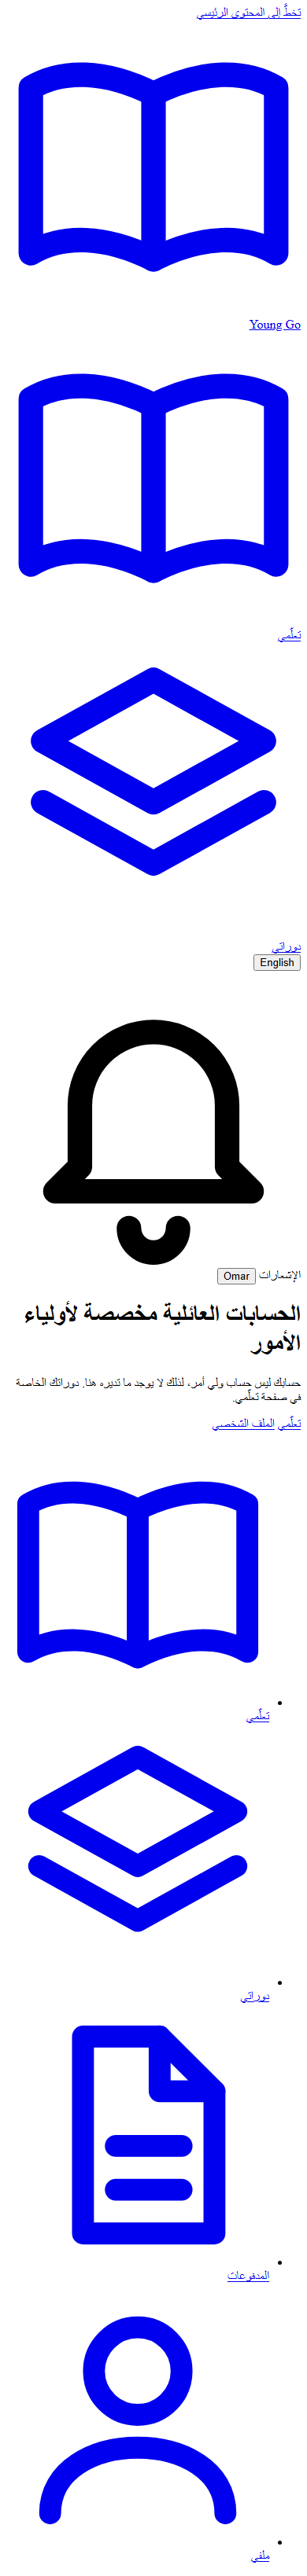 تخطَّ إلى المحتوى الرئيسي
Young Go
تعلّمي
دوراتي
English
الإشعارات Omar
الحسابات العائلية مخصصة لأولياء
الأمور
حسابك ليس حساب ولي أمر، لذلك لا يوجد ما تديره هنا. دوراتك الخاصة
في صفحة تعلّمي.
تعلّمي الملف الشخصي
تعلّمي
دوراتي
المدفوعات
ملفي